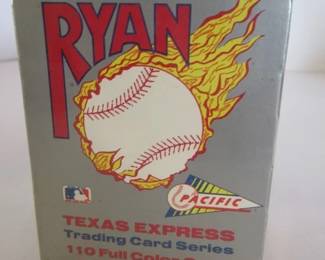 RYAN
PACIFIC
TEXAS EXPRESS
Trading Card Series
110 Full Color